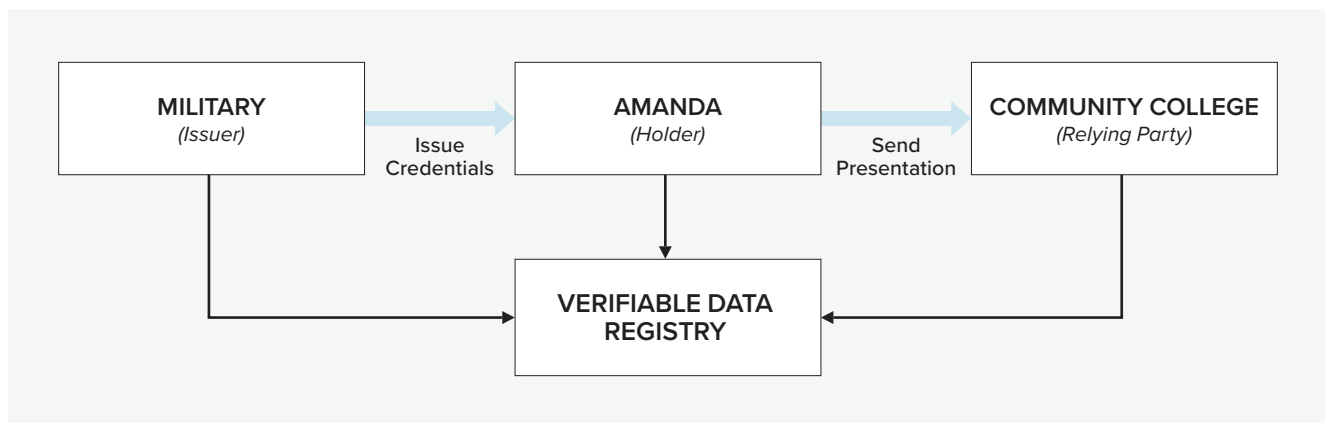 MILITARY
(Issuer)
Issue
Credentials
AMANDA
(Holder)
Send
Presentation
COMMUNITY COLLEGE
(Relying Party)
VERIFIABLE DATA
REGISTRY